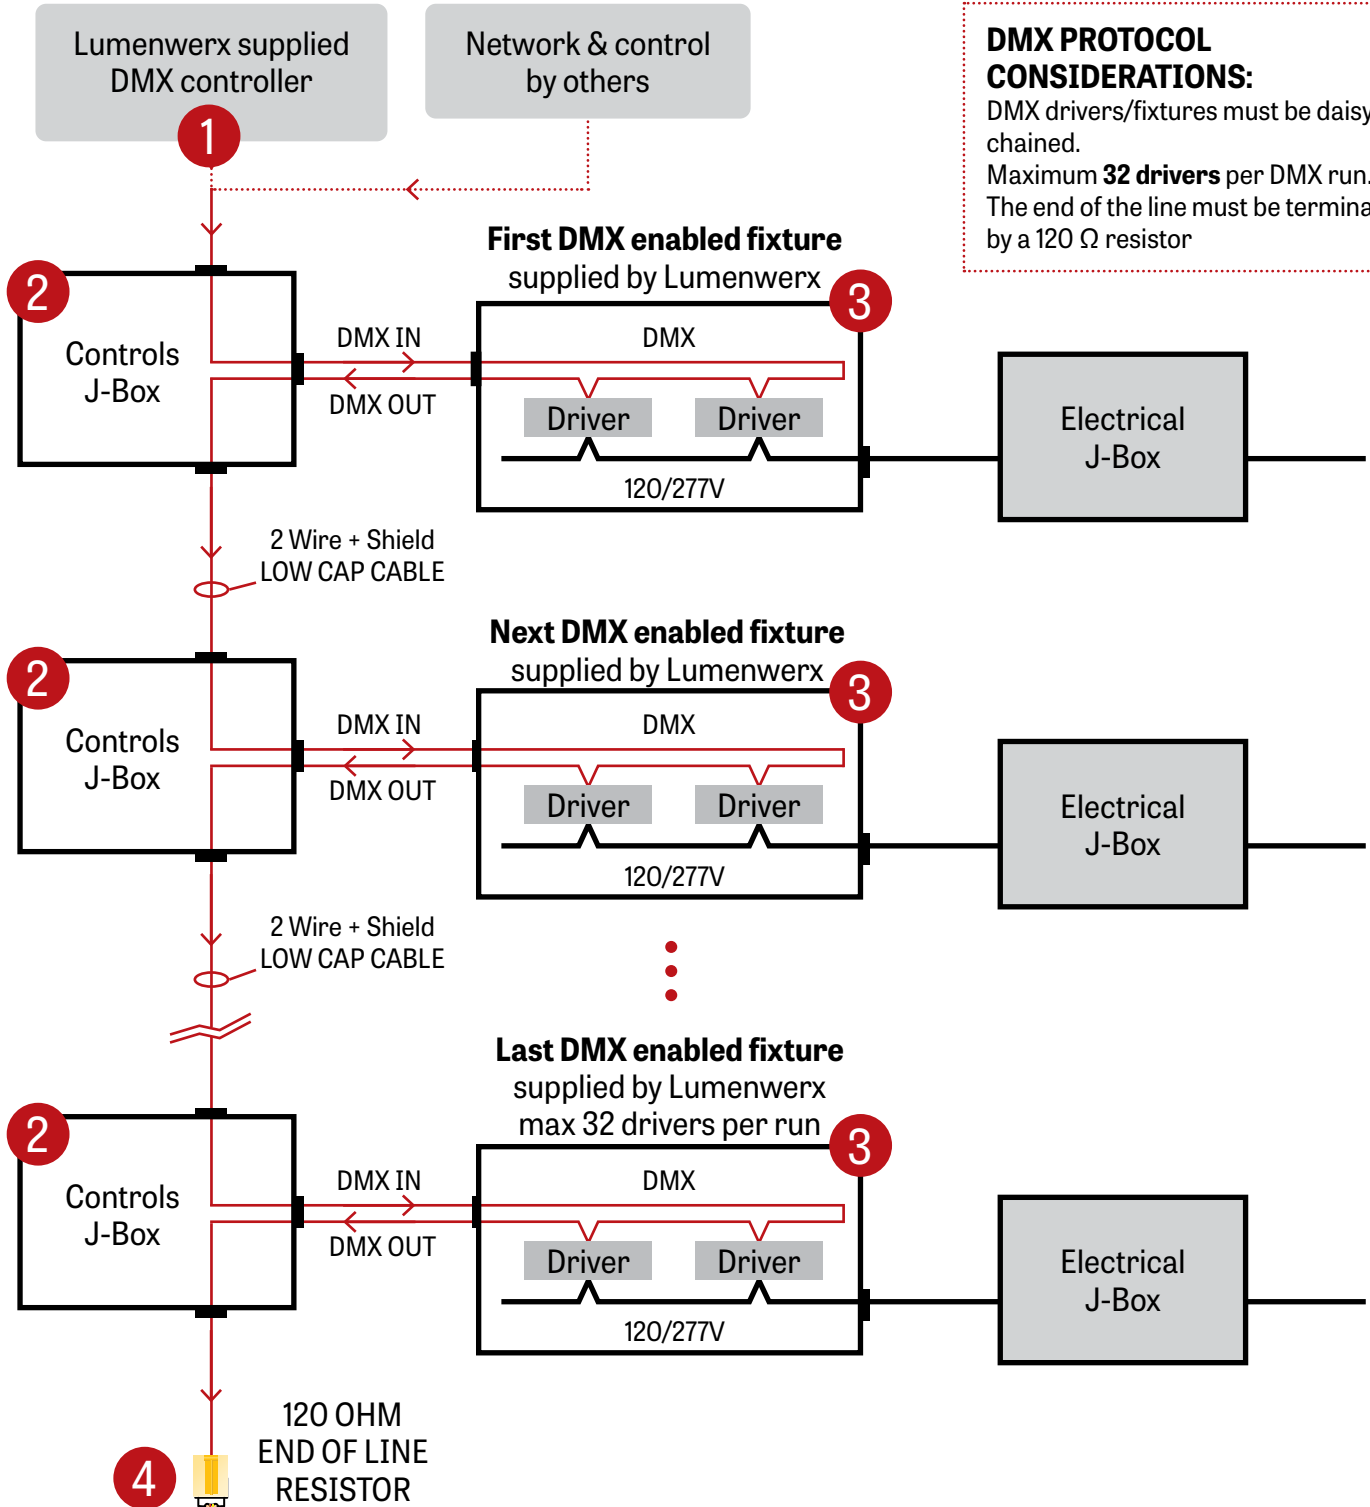 Lumenwerx supplied
DMX controller
1
Network & control
by others
DMX PROTOCOL
CONSIDERATIONS:
DMX drivers/fixtures must be daisy
chained.
Maximum 32 drivers per DMX run.
The end of the line must be termina
by a 120 Ω resistor
First DMX enabled fixture
supplied by Lumenwerx
2
Controls
J-Box
DMX IN
DMX OUT
3
DMX
Driver
Driver
120/277V
Electrical
J-Box
2 Wire + Shield
LOW CAP CABLE
Next DMX enabled fixture
supplied by Lumenwerx
2
Controls
J-Box
DMX IN
DMX OUT
3
DMX
Driver
Driver
120/277V
Electrical
J-Box
2 Wire + Shield
LOW CAP CABLE
Last DMX enabled fixture
supplied by Lumenwerx
max 32 drivers per run
2
Controls
J-Box
DMX IN
DMX OUT
3
DMX
Driver
Driver
120/277V
Electrical
J-Box
4
120 OHM
END OF LINE
RESISTOR